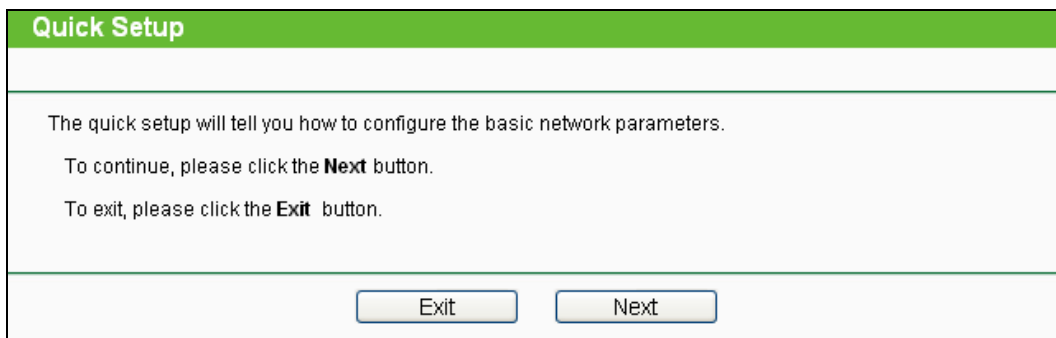 Quick Setup
The quick setup will tell you how to configure the basic network parameters.
To continue, please click the Next button.
To exit, please click the Exit button.
Exit Next